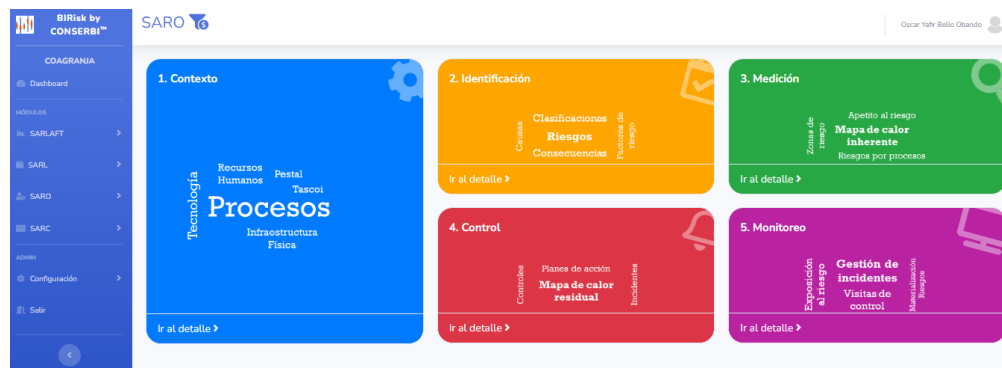 BIRisk by
CONSERBI™
SARO
Oscar Yafir Bello Obando
COAGRANJA
Dashboard
MÓDULOS
SARLAFT
SARL
SARO
SARC
ADMIN
Configuración
Salir
1. Contexto
Tecnología
Recursos
Humanos
Pestal
Tascoi
Procesos
Infraostructura
Física
Ir al detalle
2. Identificación
Causas
Clasificaciones
Riesgos
Consecuencias
Factores de
riesgo
Ir al detalle
3. Medición
Zonas de
riesgo
Apetito al riesgo
Mapa de calor
inherente
Riesgos por procesos
Ir al detalle
4. Control
Controles
Planes de acción
Mapa de calor
residual
Incidentes
Ir al detalle
5. Monitoreo
Exposición
al riesgo
Gestión de
incidentes
Visitas de
control
Materialización
Riesgos
Ir al detalle